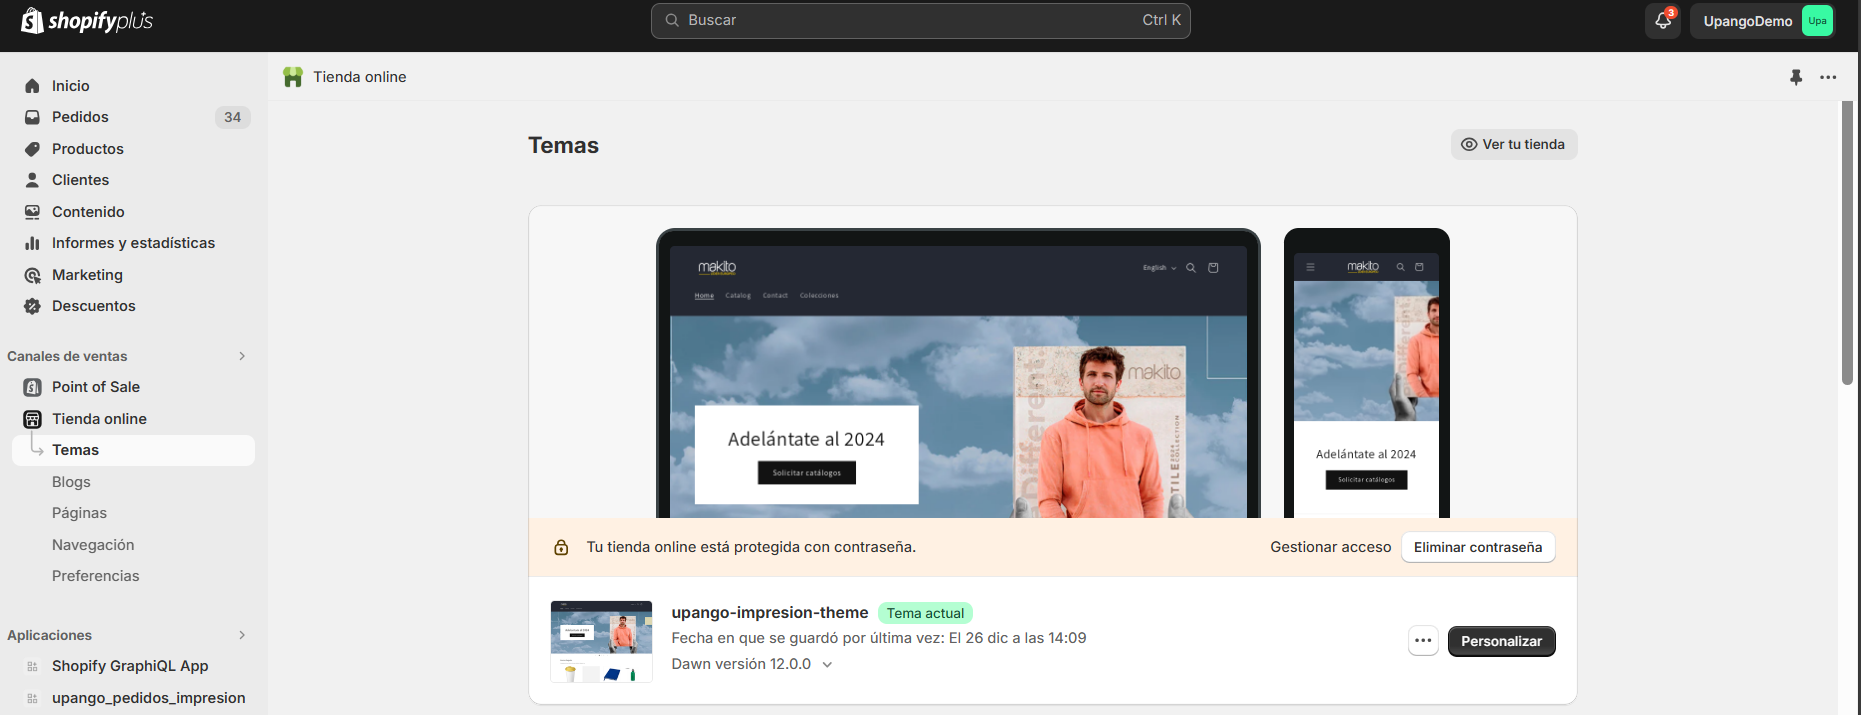 shopifyplus
Buscar
Ctrl K
3
UpangoDemo
Upa
Inicio
Pedidos
34
Productos
Clientes
Contenido
Informes y estadísticas
Marketing
Descuentos
Canales de ventas
Point of Sale
Tienda online
Temas
Blogs
Páginas
Navegación
Preferencias
Aplicaciones
Shopify GraphiQL App
upango_pedidos_impresion
Tienda online
Temas
Ver tu tienda
makito
English
Home Catalog Contact Colecciones
Different
makito
TILE
COLLECTION
Adelántate al 2024
Solicitar catálogos
makito
Adelántate al 2024
Solicitar catálogos
Tu tienda online está protegida con contraseña.
Gestionar acceso
Eliminar contraseña
upango-impresion-theme
Tema actual
Fecha en que se guardó por última vez: El 26 dic a las 14:09
Dawn versión 12.0.0
Personalizar